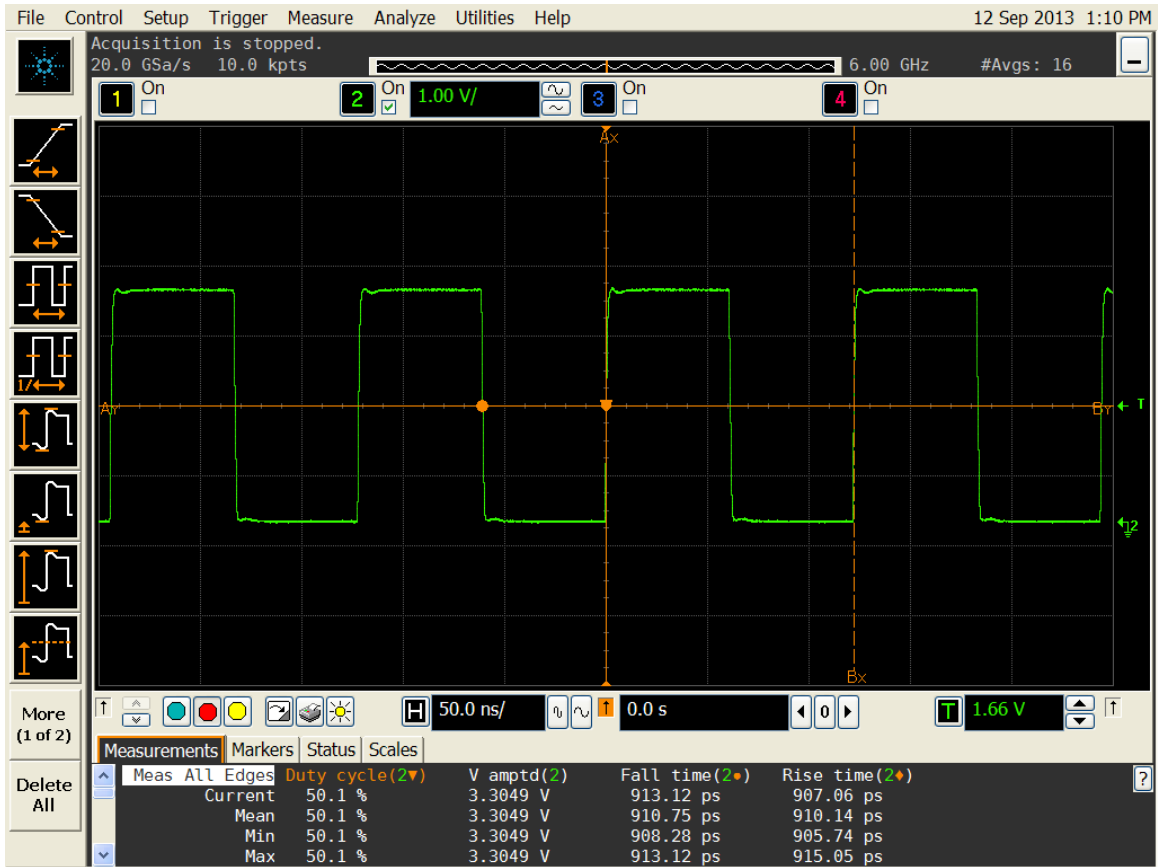 File Control Setup Trigger Measure Analyze Utilities Help 12 Sep 2013 1:10 PM
Acquisition is stopped.
20.0 GSa/s 10.0 kpts 6.00 GHz #Avgs: 16
1 On 2 On 1.00 V/ 3 On 4 On
Ax
1/
AY BY T
2
Bx
More
(1 of 2)
Delete
All
H 50.0 ns/ 0.0 s 0 T 1.66 V
Measurements Markers Status Scales
Meas All Edges Duty cycle(2▼) V amptd(2) Fall time(2●) Rise time(2♦) ?
Current 50.1 % 3.3049 V 913.12 ps 907.06 ps
Mean 50.1 % 3.3049 V 910.75 ps 910.14 ps
Min 50.1 % 3.3049 V 908.28 ps 905.74 ps
Max 50.1 % 3.3049 V 913.12 ps 915.05 ps